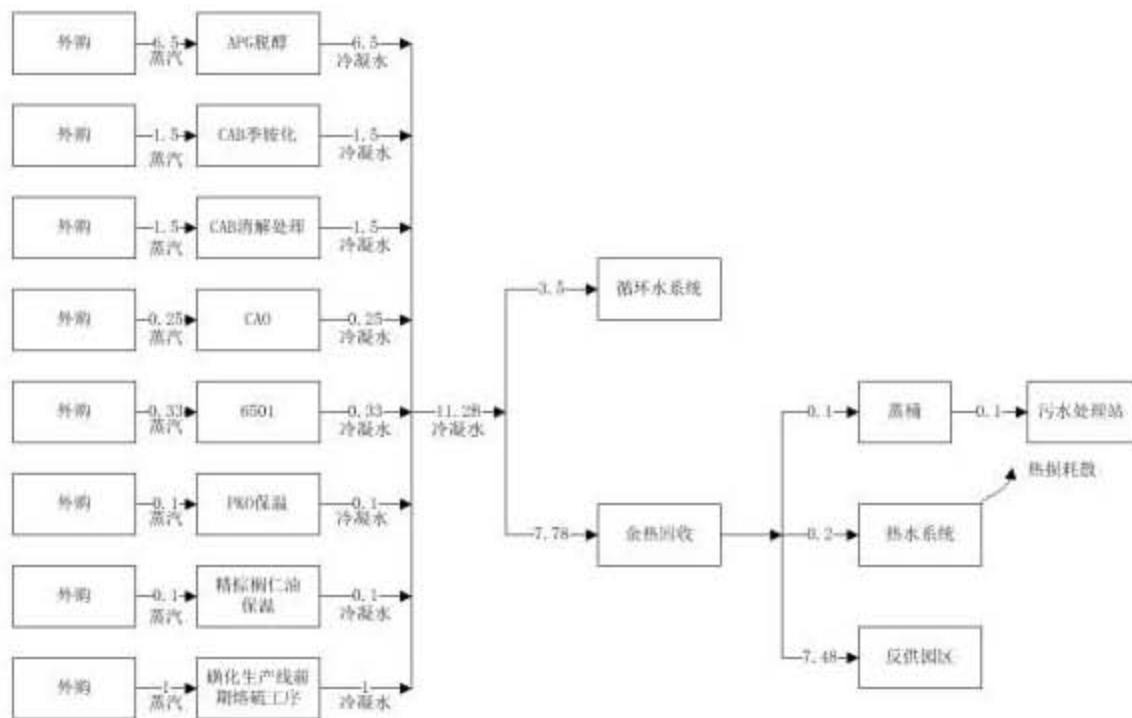 外购
6.5
蒸汽
APG脱醇
6.5
冷凝水
外购
1.5
蒸汽
CAB季铵化
1.5
冷凝水
外购
1.5
蒸汽
CAB消解处理
1.5
冷凝水
外购
0.25
蒸汽
CAO
0.25
冷凝水
外购
0.33
蒸汽
6501
0.33
冷凝水
外购
0.1
蒸汽
PKO保温
0.1
冷凝水
外购
0.1
蒸汽
精棕榈仁油
保温
0.1
冷凝水
外购
1
蒸汽
磺化生产线前
期熔硫工序
1
冷凝水
11.28
冷凝水
3.5
循环水系统
7.78
余热回收
0.1
蒸桶
0.1
污水处理站
热损耗散
0.2
热水系统
7.48
反供园区